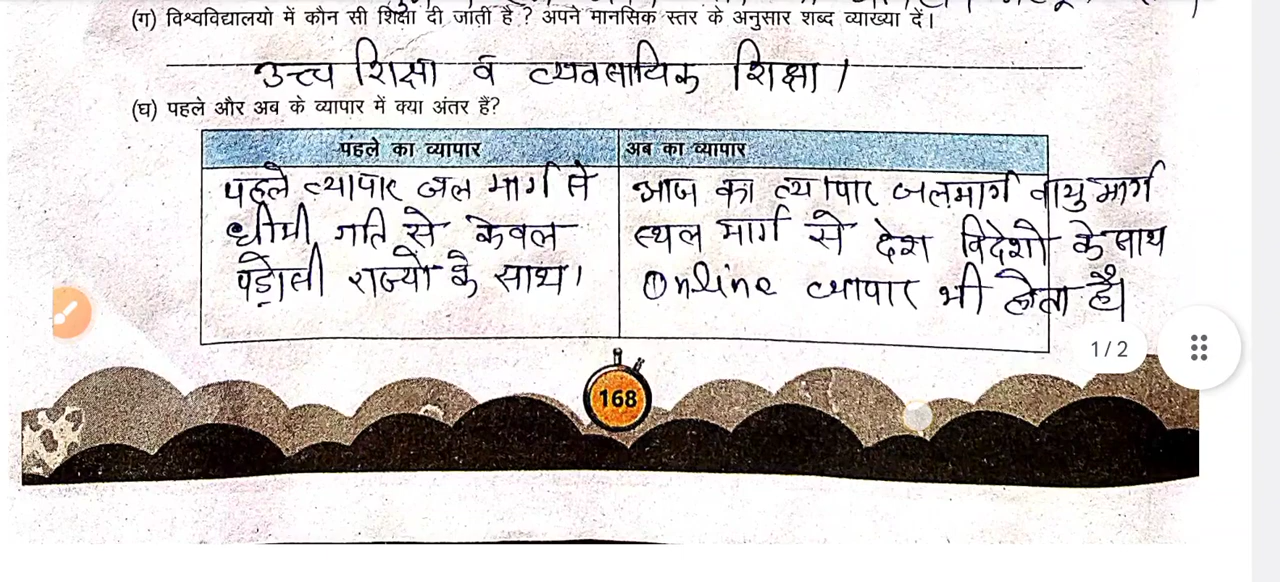 (ग) विश्वविद्यालयो में कौन सी शिक्षा दी जाती है ? अपने मानसिक स्तर के अनुसार शब्द व्याख्या दें।
उच्च शिक्षा व व्यवसायिक शिक्षा ।
(घ) पहले और अब के व्यापार में क्या अंतर हैं?
पहले का व्यापार
अब का व्यापार
पहले व्यापार जल मार्ग से
धीमी गति से केवल
पड़ोसी राज्यों के साथ।
आज का व्यापार जलमार्ग वायु मार्ग
स्थल मार्ग से देश विदेशो के साथ
Online व्यापार भी होता है।
1/2
168